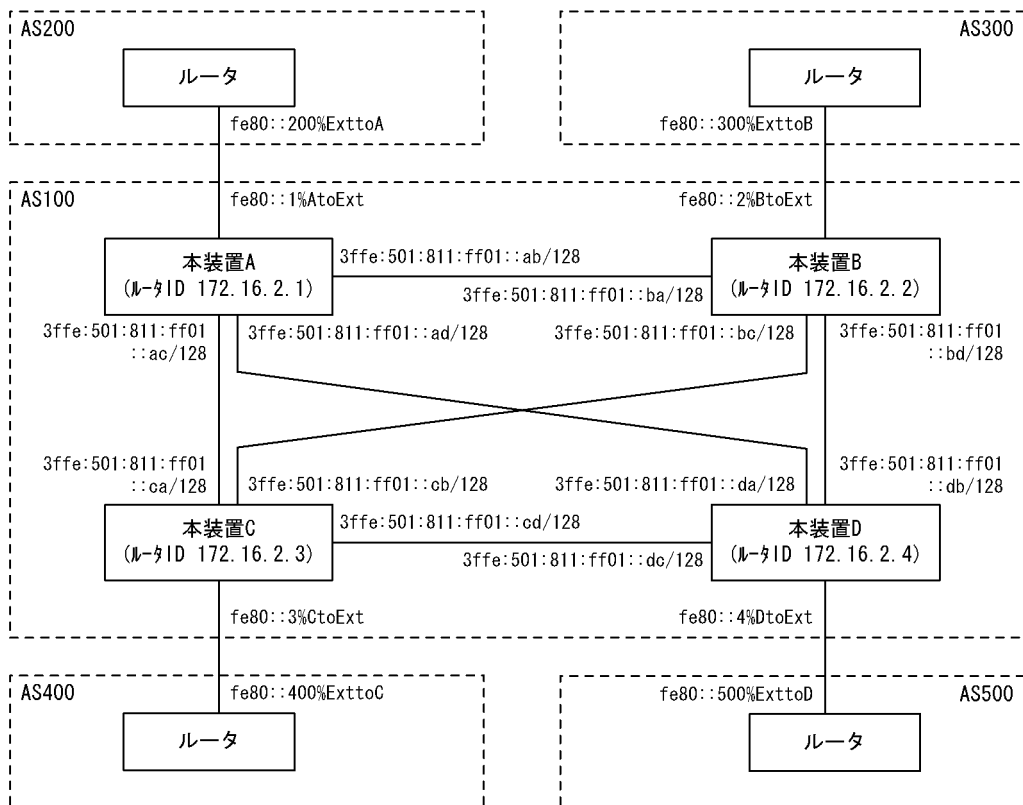 AS200
AS300
ルータ
ルータ
fe80::200%ExttoA
fe80::300%ExttoB
AS100
fe80::1%AtoExt
fe80::2%BtoExt
本装置A
(ルータID 172.16.2.1)
3ffe:501:811:ff01::ab/128
3ffe:501:811:ff01::ba/128
本装置B
(ルータID 172.16.2.2)
3ffe:501:811:ff01
::ac/128
3ffe:501:811:ff01::ad/128
3ffe:501:811:ff01::bc/128
3ffe:501:811:ff01
::bd/128
3ffe:501:811:ff01
::ca/128
3ffe:501:811:ff01::cb/128
3ffe:501:811:ff01::da/128
3ffe:501:811:ff01
::db/128
本装置C
(ルータID 172.16.2.3)
3ffe:501:811:ff01::cd/128
3ffe:501:811:ff01::dc/128
本装置D
(ルータID 172.16.2.4)
fe80::3%CtoExt
fe80::4%DtoExt
AS400
fe80::400%ExttoC
fe80::500%ExttoD
AS500
ルータ
ルータ